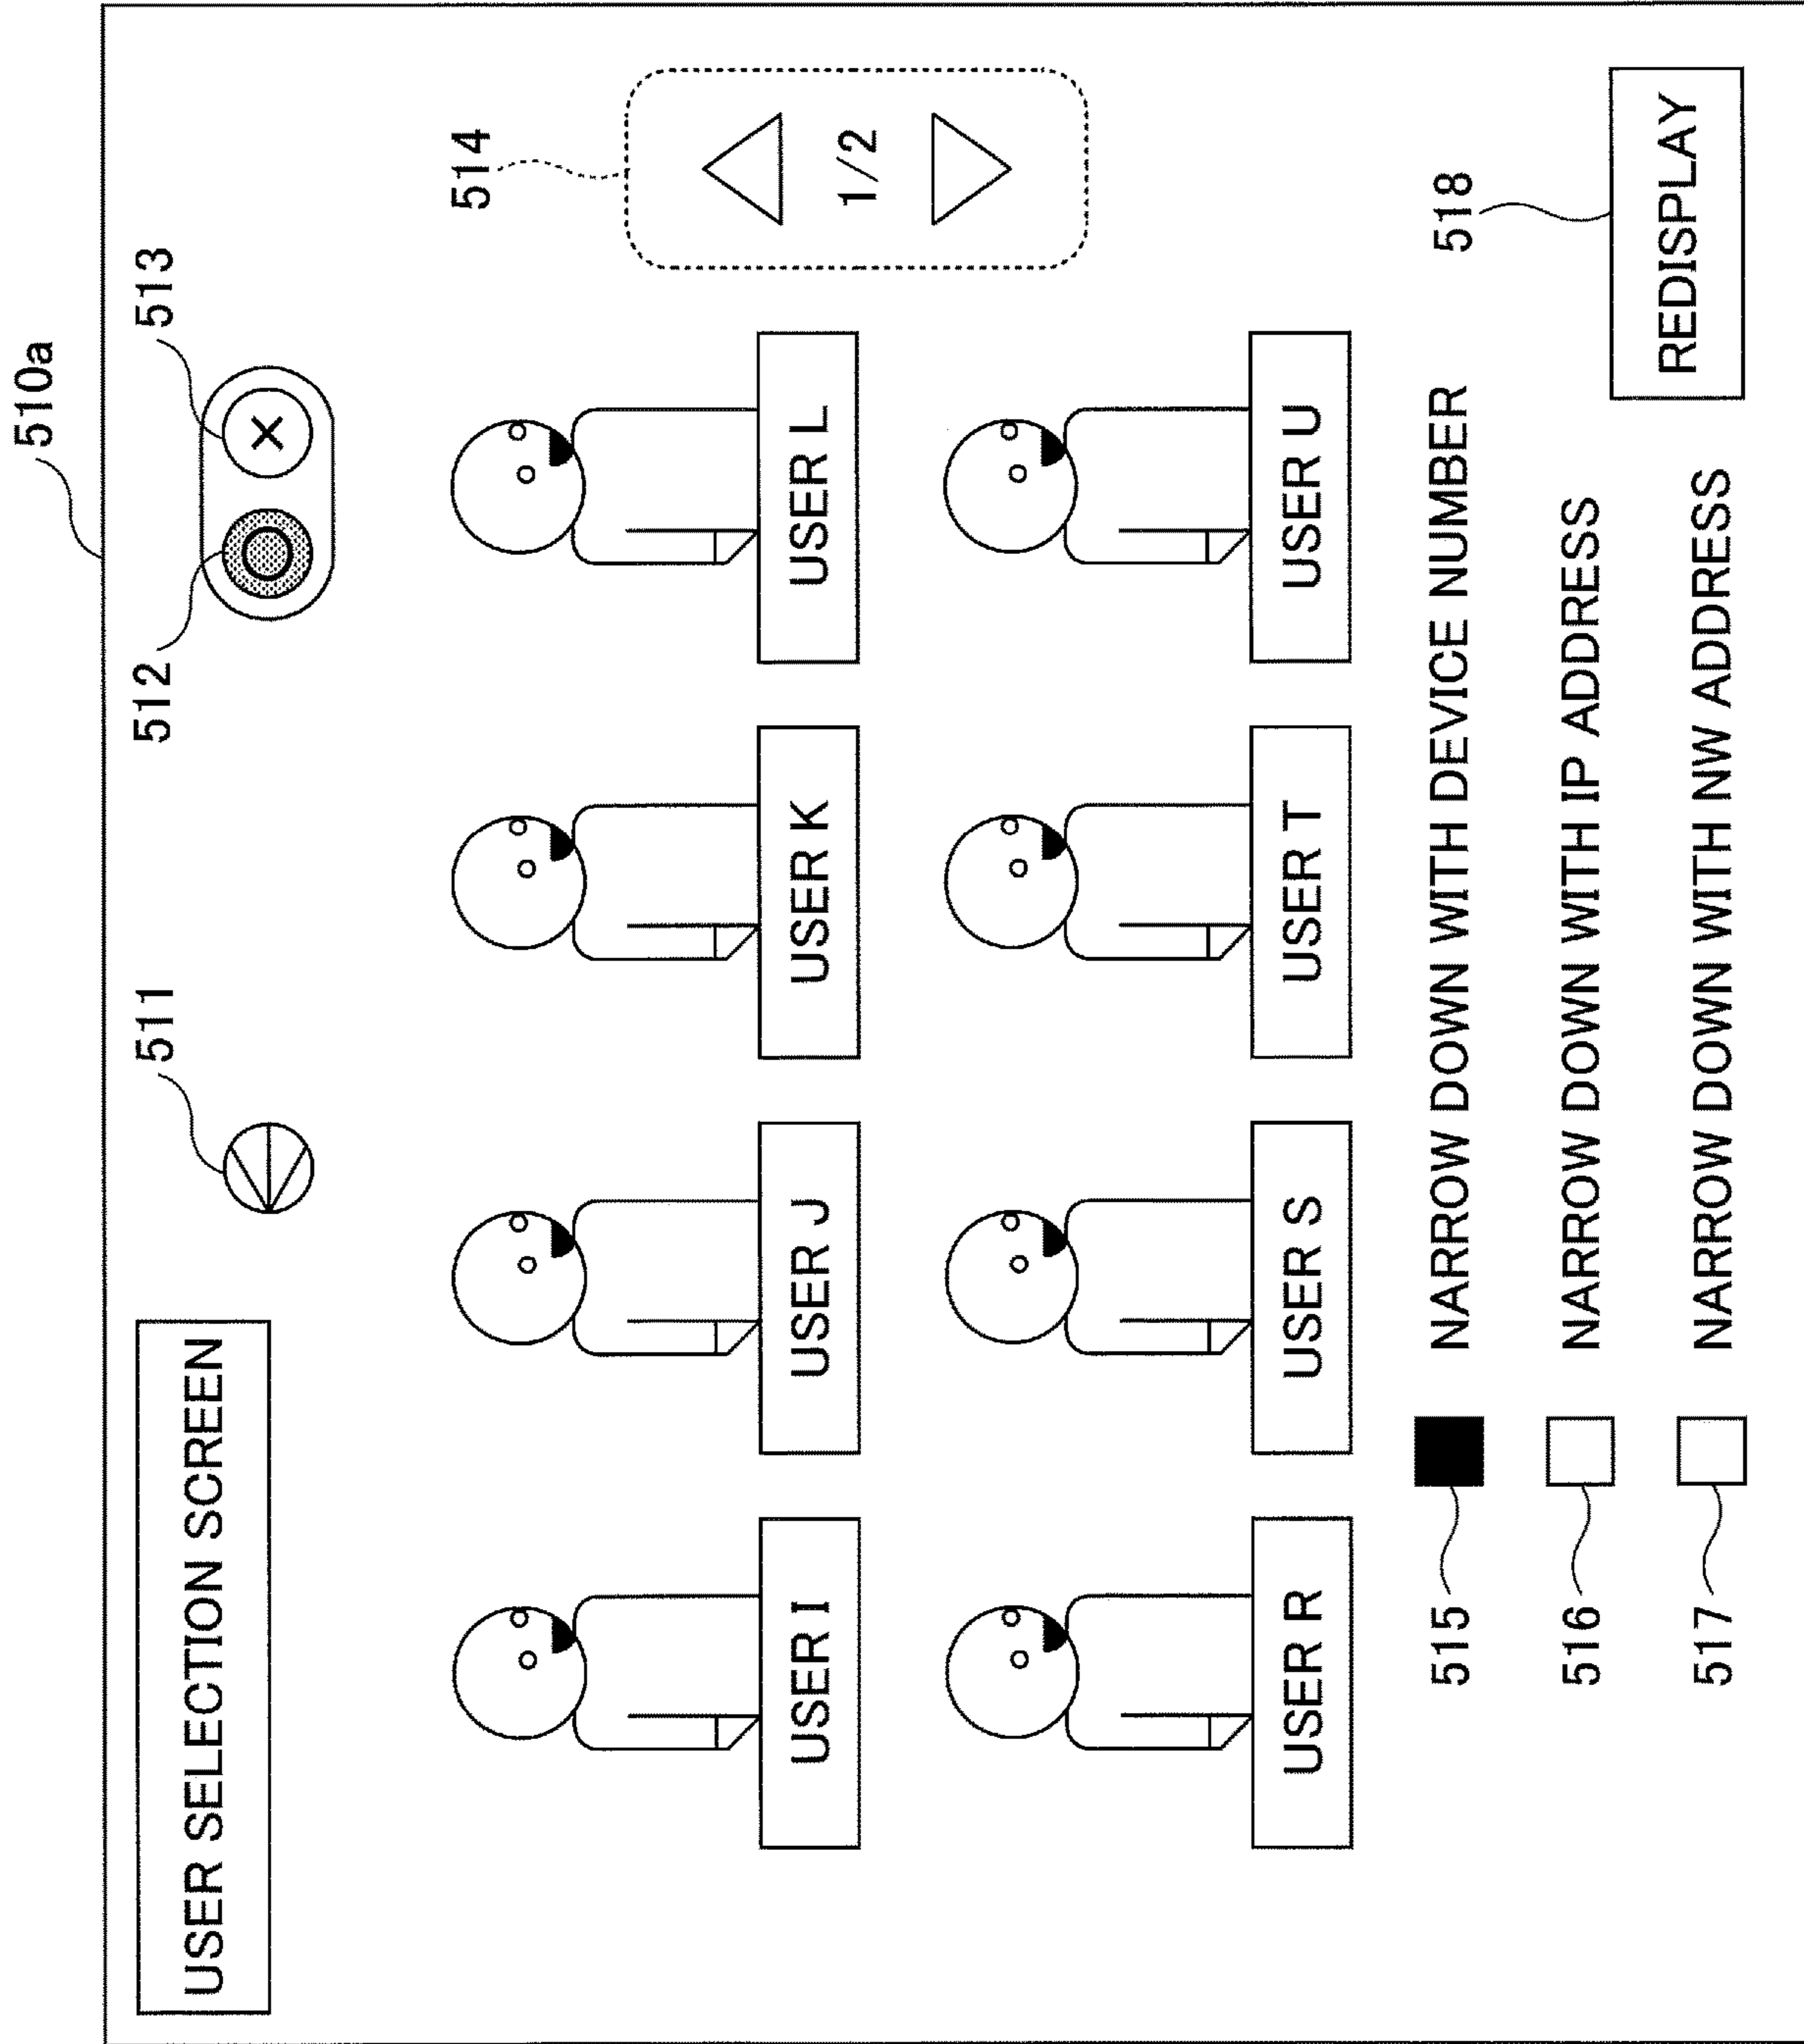 510a
USER SELECTION SCREEN
511
512
513
×
514
1/2
USER I
USER J
USER K
USER L
USER R
USER S
USER T
USER U
515
NARROW DOWN WITH DEVICE NUMBER
516
NARROW DOWN WITH IP ADDRESS
517
NARROW DOWN WITH NW ADDRESS
518
REDISPLAY